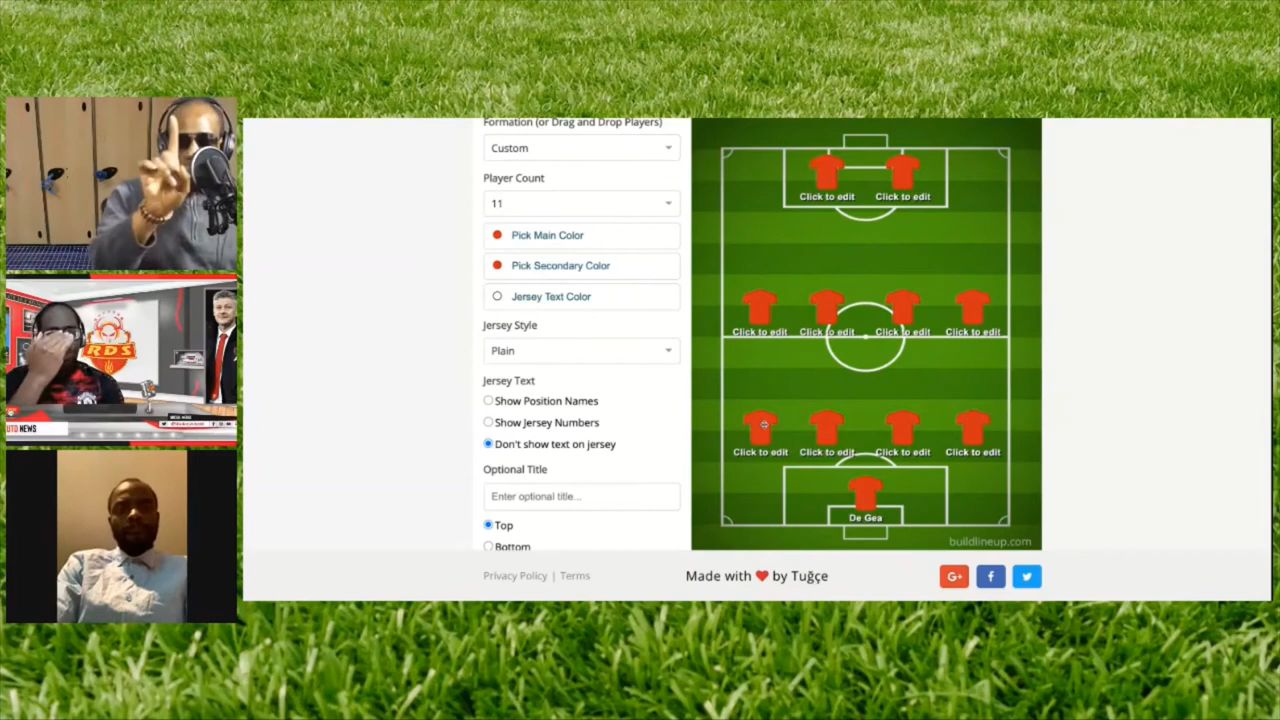 Formation (or Drag and Drop Players)
Custom
Player Count
11
Pick Main Color
Pick Secondary Color
Jersey Text Color
Jersey Style
Plain
Jersey Text
Show Position Names
Show Jersey Numbers
Don't show text on jersey
Optional Title
Enter optional title...
Top
Bottom
Click to edit Click to edit
Click to edit Click to edit Click to edit Click to edit
Click to edit Click to edit Click to edit Click to edit
De Gea
buildlineup.com
Privacy Policy | Terms
Made with ❤ by Tuğçe
G+ f
RDS
UTD NEWS